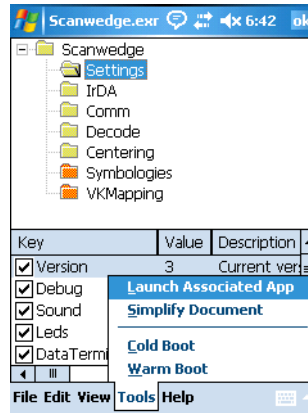 Scanwedge.exr 6:42 ok
Scanwedge
Settings
IrDA
Comm
Decode
Centering
Symbologies
VKMapping
Key Value Description
Version 3 Current vers
Debug
Sound
Leds
DataTermi
Launch Associated App
Simplify Document
Cold Boot
Warm Boot
File Edit View Tools Help